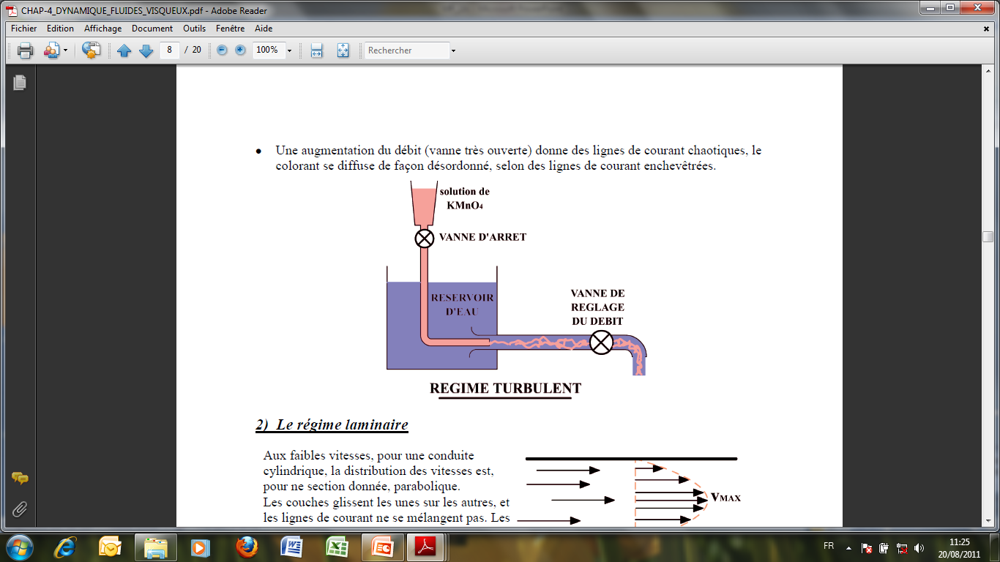 CHAP-4_DYNAMIQUE_FLUIDES_VISQUEUX.pdf - Adobe Reader
Fichier Edition Affichage Document Outils Fenêtre Aide
8 / 20 100% Rechercher
• Une augmentation du débit (vanne très ouverte) donne des lignes de courant chaotiques, le
colorant se diffuse de façon désordonné, selon des lignes de courant enchevêtrées.
solution de
KMnO4
VANNE D'ARRET
RESERVOIR
D'EAU
VANNE DE
REGLAGE
DU DEBIT
REGIME TURBULENT
2) Le régime laminaire
Aux faibles vitesses, pour une conduite
cylindrique, la distribution des vitesses est,
pour ne section donnée, parabolique.
Les couches glissent les unes sur les autres, et
les lignes de courant ne se mélangent pas. Les
VMAX
FR
11:25
20/08/2011